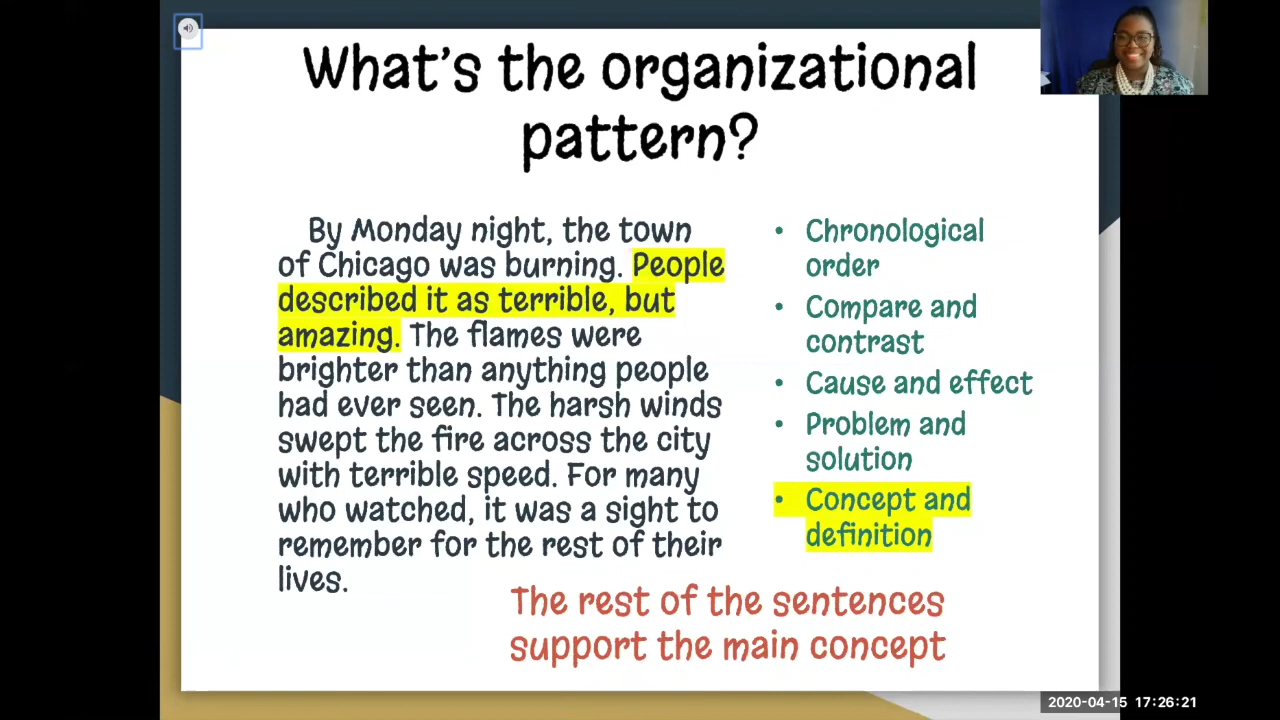 What's the organizational
pattern?
By Monday night, the town
of Chicago was burning. People
described it as terrible, but
amazing. The flames were
brighter than anything people
had ever seen. The harsh winds
swept the fire across the city
with terrible speed. For many
who watched, it was a sight to
remember for the rest of their
lives.
• Chronological
order
• Compare and
contrast
• Cause and effect
• Problem and
solution
• Concept and
definition
The rest of the sentences
support the main concept
2020-04-15 17:26:21